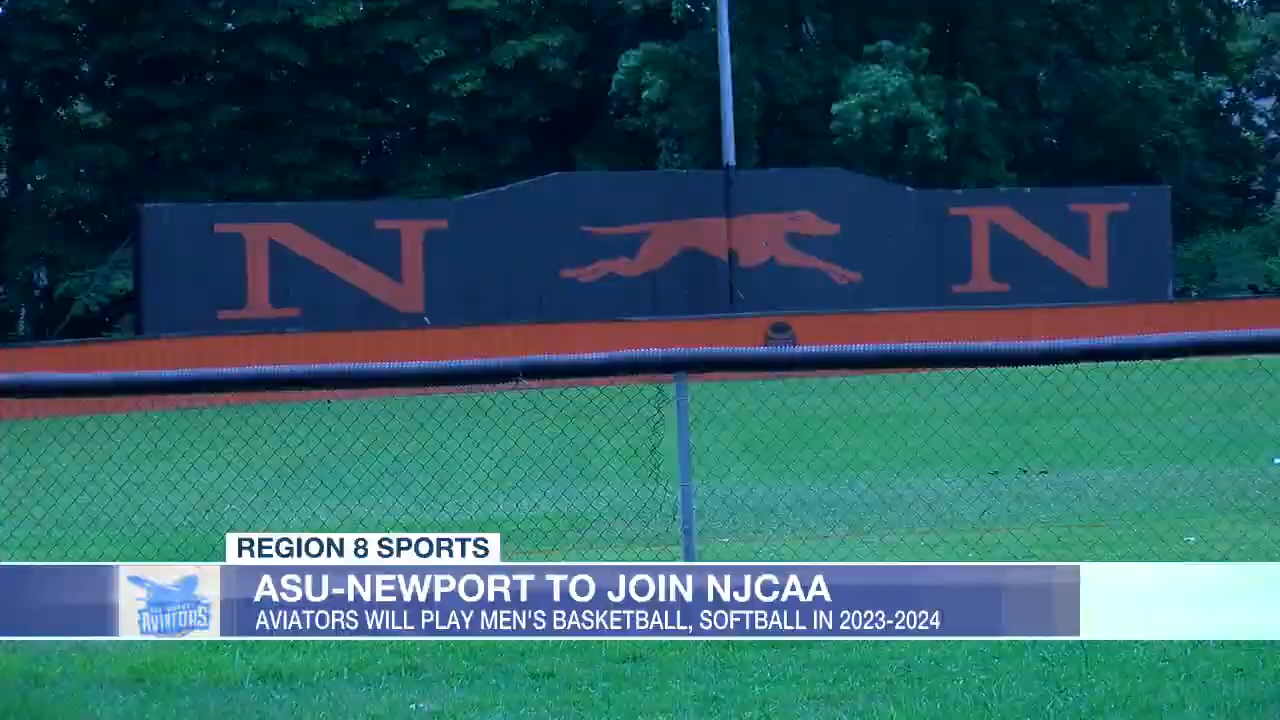 N N
REGION 8 SPORTS
ASU-NEWPORT TO JOIN NJCAA
AVIATORS WILL PLAY MEN'S BASKETBALL, SOFTBALL IN 2023-2024
AVIATORS